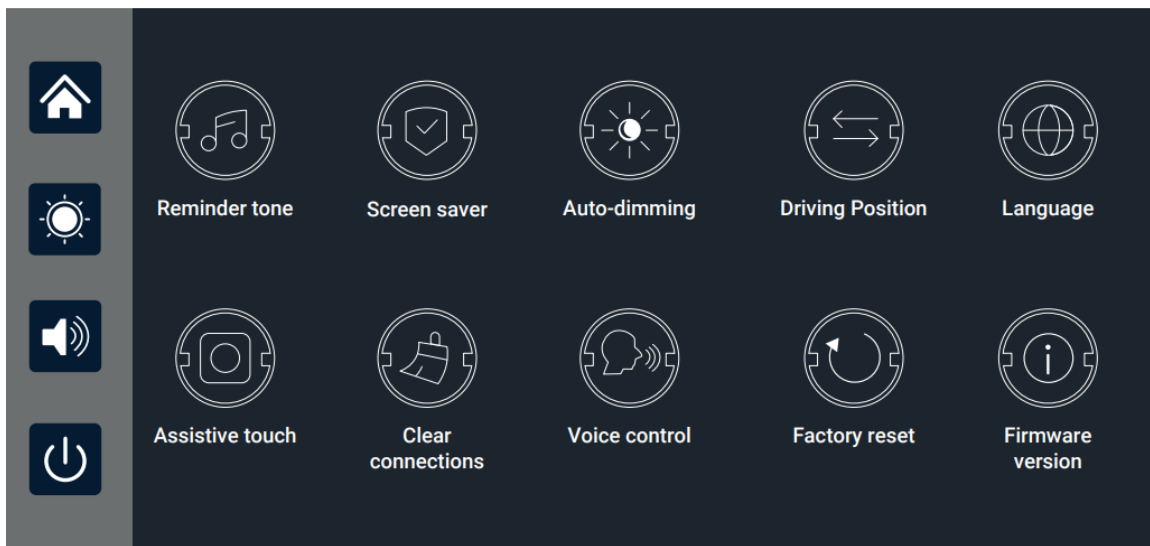 Reminder tone
Screen saver
Auto-dimming
Driving Position
Language
Assistive touch
Clear
connections
Voice control
Factory reset
Firmware
version